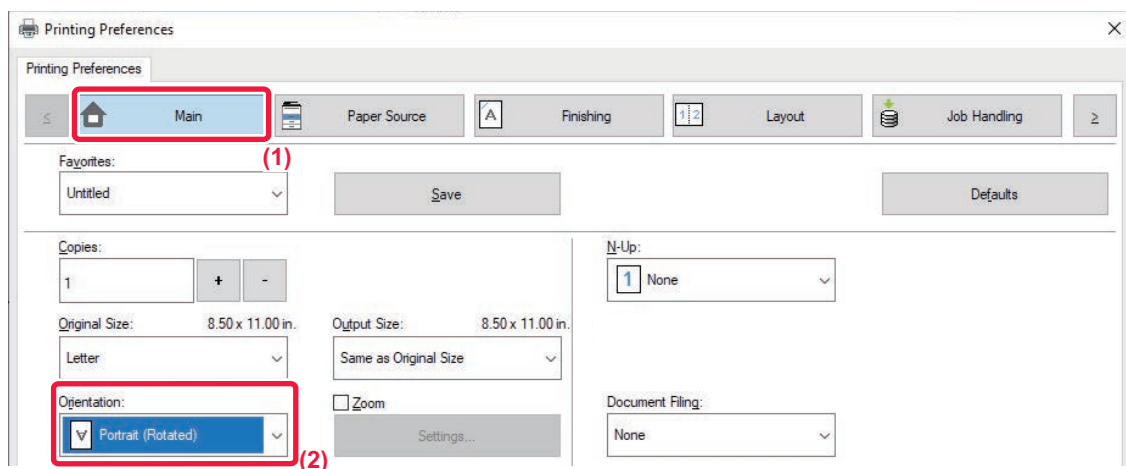 Printing Preferences
Printing Preferences
< Main Paper Source Finishing Layout Job Handling >
(1)
Favorites:
Untitled Save Defaults
Copies: N-Up:
1 + - 1 None
Original Size: 8.50 x 11.00 in. Output Size: 8.50 x 11.00 in.
Letter Same as Original Size
Orientation: Zoom Document Filing:
Portrait (Rotated) Settings... None
(2)